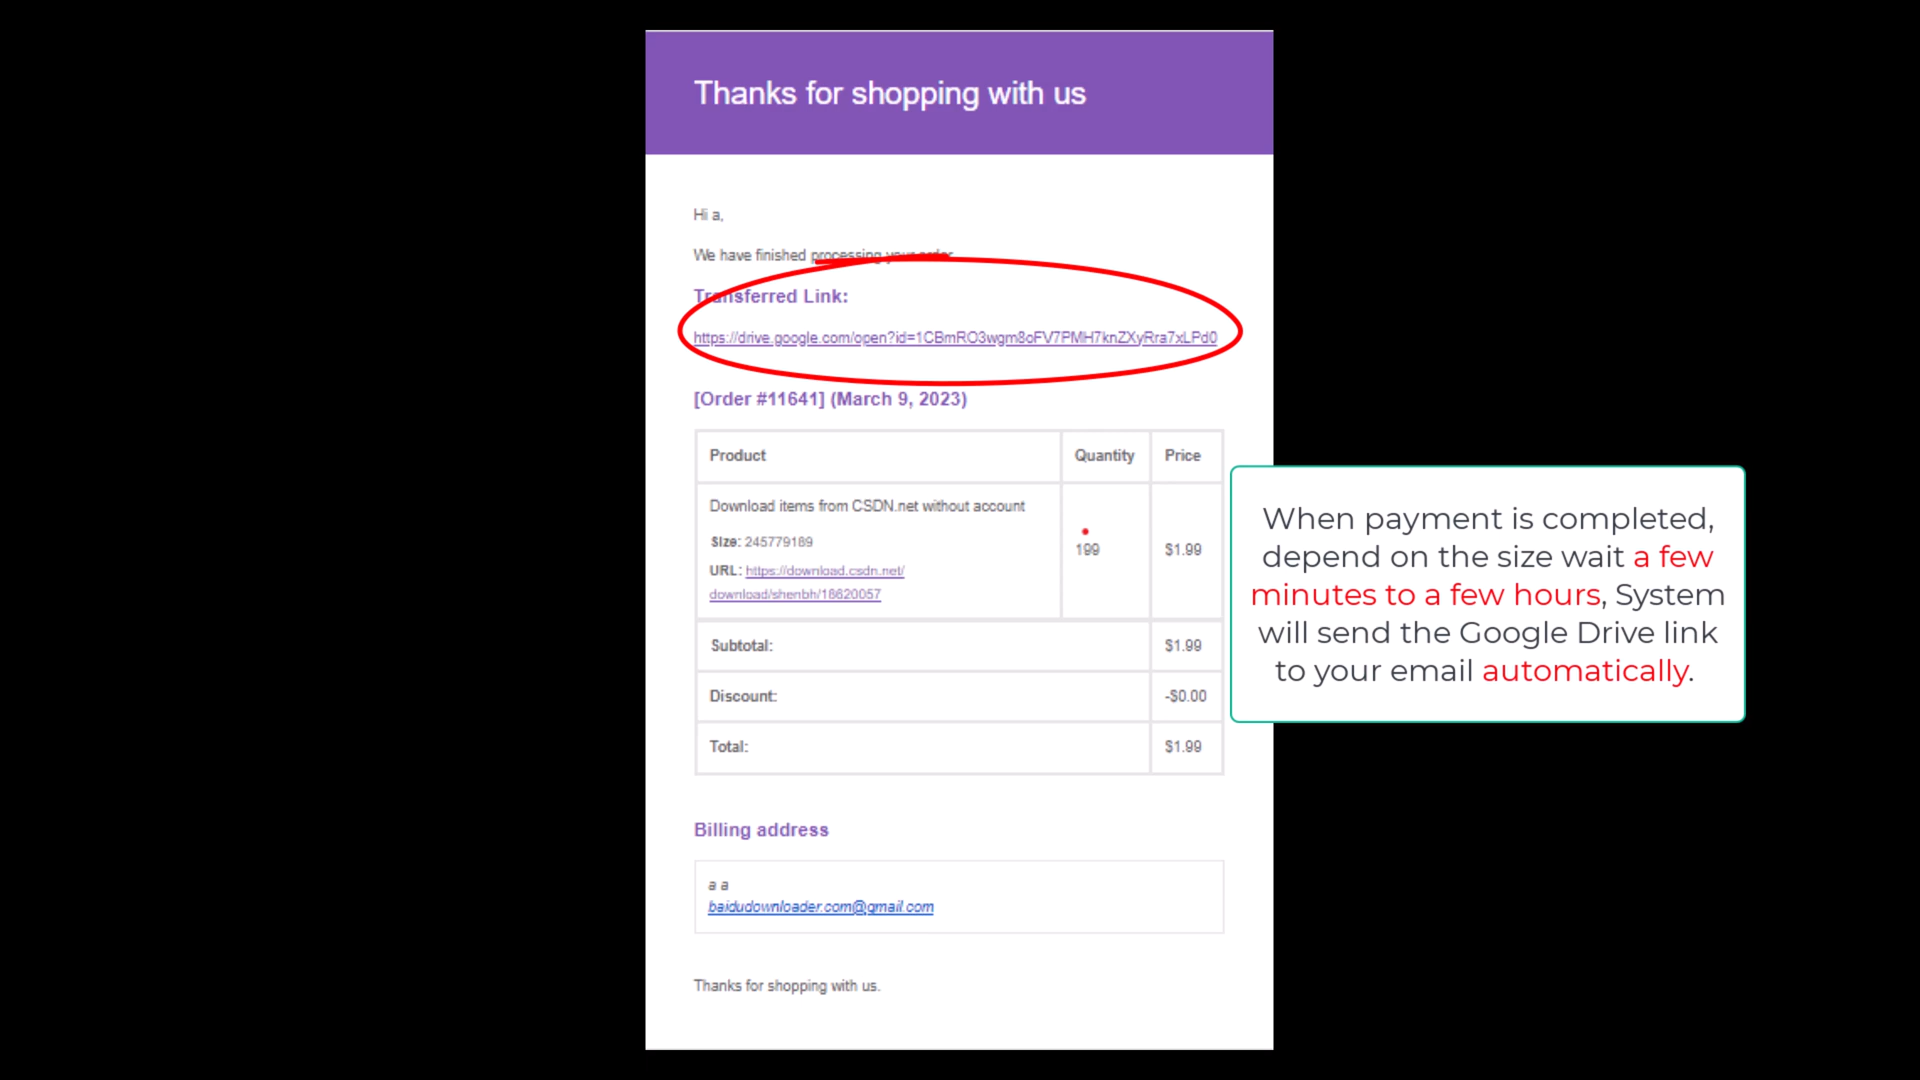 Thanks for shopping with us
Hi a,
We have finished processing your order
Transferred Link:
https://drive.google.com/open?id=1CBmRO3wgm8oFV7PMH7knZXyRra7xLPd0
[Order #11641] (March 9, 2023)
Product Quantity Price
Download items from CSDN.net without account
Size: 245779189
URL: https://download.csdn.net/
download/shenbh/18620057
199 $1.99
Subtotal: $1.99
Discount: -$0.00
Total: $1.99
Billing address
a a
baidudownloader.com@gmail.com
Thanks for shopping with us.
When payment is completed,
depend on the size wait a few
minutes to a few hours, System
will send the Google Drive link
to your email automatically.